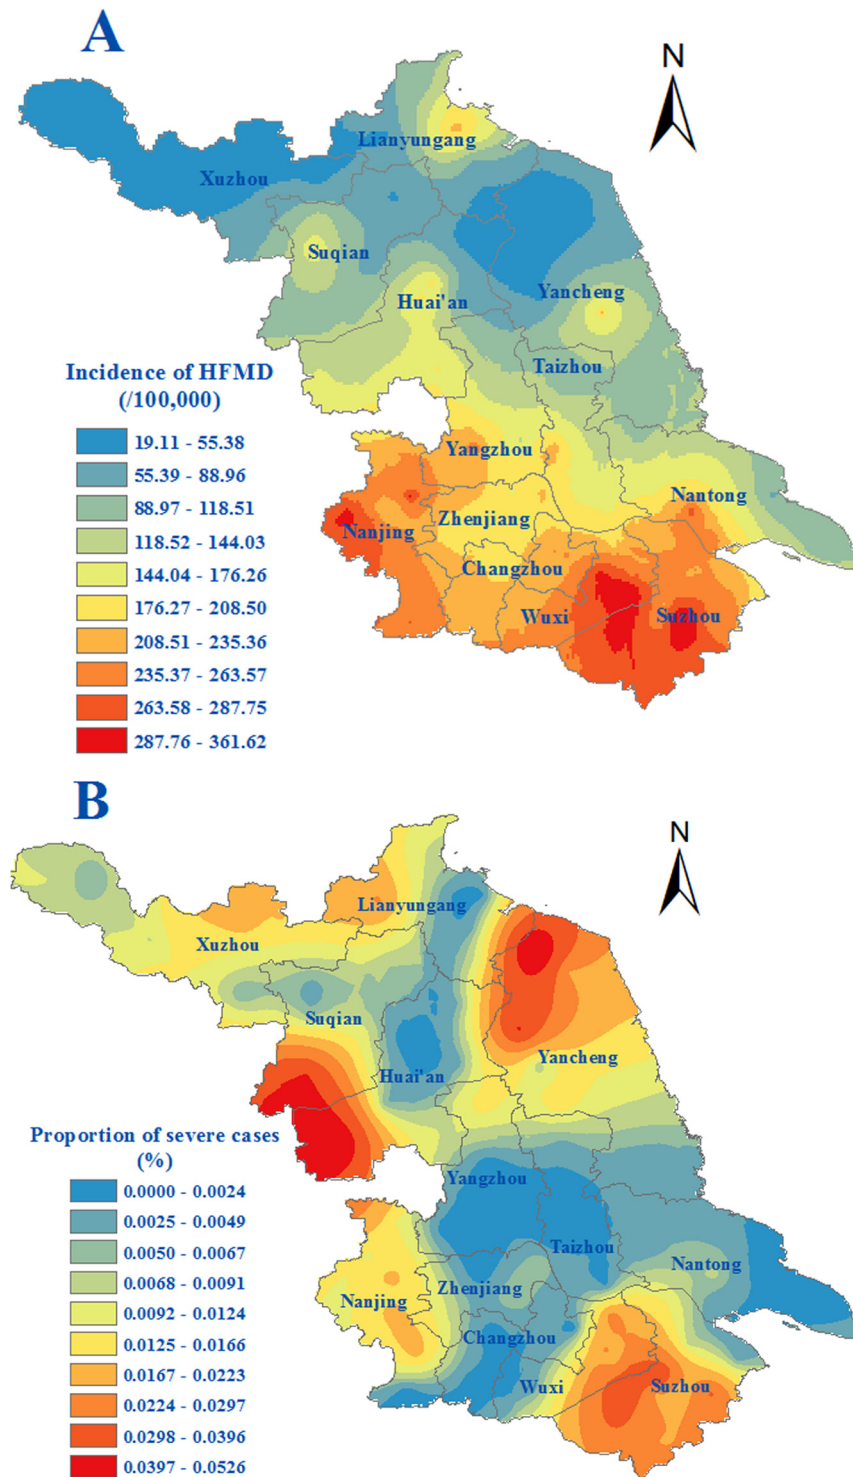 A
N
Lianyungang
Xuzhou
Suqian
Huai'an
Yancheng
Taizhou
Incidence of HFMD
(/100,000)
19.11 - 55.38
55.39 - 88.96
88.97 - 118.51
118.52 - 144.03
144.04 - 176.26
176.27 - 208.50
208.51 - 235.36
235.37 - 263.57
263.58 - 287.75
287.76 - 361.62
Yangzhou
Nantong
Zhenjiang
Nanjing
Changzhou
Wuxi
Suzhou
B
N
Lianyungang
Xuzhou
Suqian
Yancheng
Huai'an
Proportion of severe cases
(%)
0.0000 - 0.0024
0.0025 - 0.0049
0.0050 - 0.0067
0.0068 - 0.0091
0.0092 - 0.0124
0.0125 - 0.0166
0.0167 - 0.0223
0.0224 - 0.0297
0.0298 - 0.0396
0.0397 - 0.0526
Yangzhou
Taizhou
Nantong
Zhenjiang
Nanjing
Changzhou
Wuxi
Suzhou